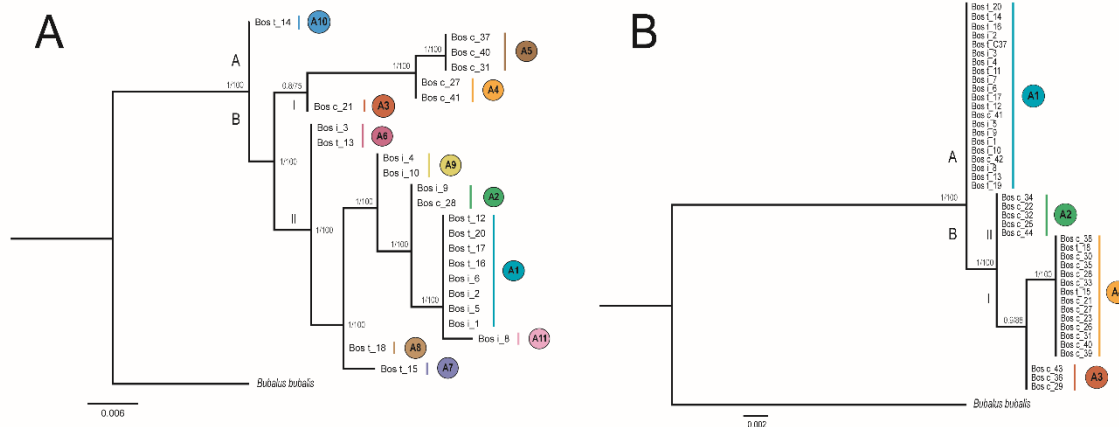 A
Bos t_14
A10
A
B
1/100
0.8/75
I
1/100
1/100
Bos c_37
Bos c_40
Bos c_31
A5
Bos c_27
Bos c_41
A4
Bos c_21
A3
1/100
Bos i_3
Bos t_13
A6
II
1/100
Bos i_4
Bos i_10
A9
1/100
1/100
Bos i_9
Bos c_28
A2
Bos t_12
Bos t_20
Bos t_17
Bos t_16
Bos i_6
Bos i_2
Bos i_5
Bos i_1
A1
1/100
Bos i_8
A11
1/100
Bos t_18
A8
Bos t_15
A7
Bubalus bubalis
0.006
B
Bos t_20
Bos t_14
Bos t_16
Bos i_2
Bos t_C37
Bos i_3
Bos i_4
Bos t_11
Bos i_7
Bos i_6
Bos t_17
Bos t_12
Bos c_41
Bos i_5
Bos i_9
Bos i_1
Bos i_10
Bos c_42
Bos i_8
Bos t_13
Bos t_19
A1
A
1/100
B
II
Bos c_34
Bos c_22
Bos c_32
Bos c_25
Bos c_44
A2
1/100
I
1/100
Bos c_38
Bos t_18
Bos c_30
Bos c_35
Bos c_28
Bos c_33
Bos t_15
Bos c_21
Bos c_27
Bos c_23
Bos c_26
Bos c_31
Bos c_40
Bos c_39
Bos c_43
Bos c_36
Bos c_29
A3
Bubalus bubalis
0.002